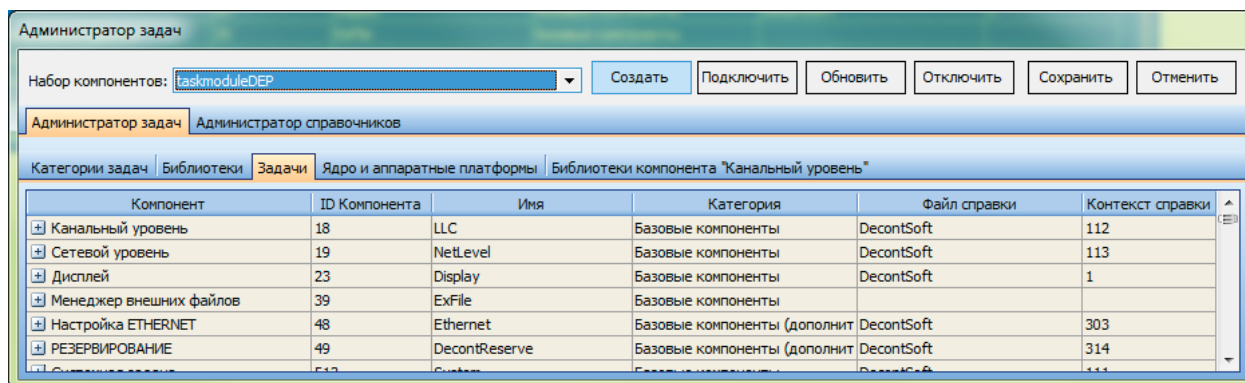 Администратор задач
Набор компонентов: taskmoduleDEP Создать Подключить Обновить Отключить Сохранить Отменить
Администратор задач Администратор справочников
Категории задач Библиотеки Задачи Ядро и аппаратные платформы Библиотеки компонента "Канальный уровень"
Компонент ID Компонента Имя Категория Файл справки Контекст справки
Канальный уровень 18 LLC Базовые компоненты DecontSoft 112
Сетевой уровень 19 NetLevel Базовые компоненты DecontSoft 113
Дисплей 23 Display Базовые компоненты DecontSoft 1
Менеджер внешних файлов 39 ExFile Базовые компоненты
Настройка ETHERNET 48 Ethernet Базовые компоненты (дополнит DecontSoft 303
РЕЗЕРВИРОВАНИЕ 49 DecontReserve Базовые компоненты (дополнит DecontSoft 314